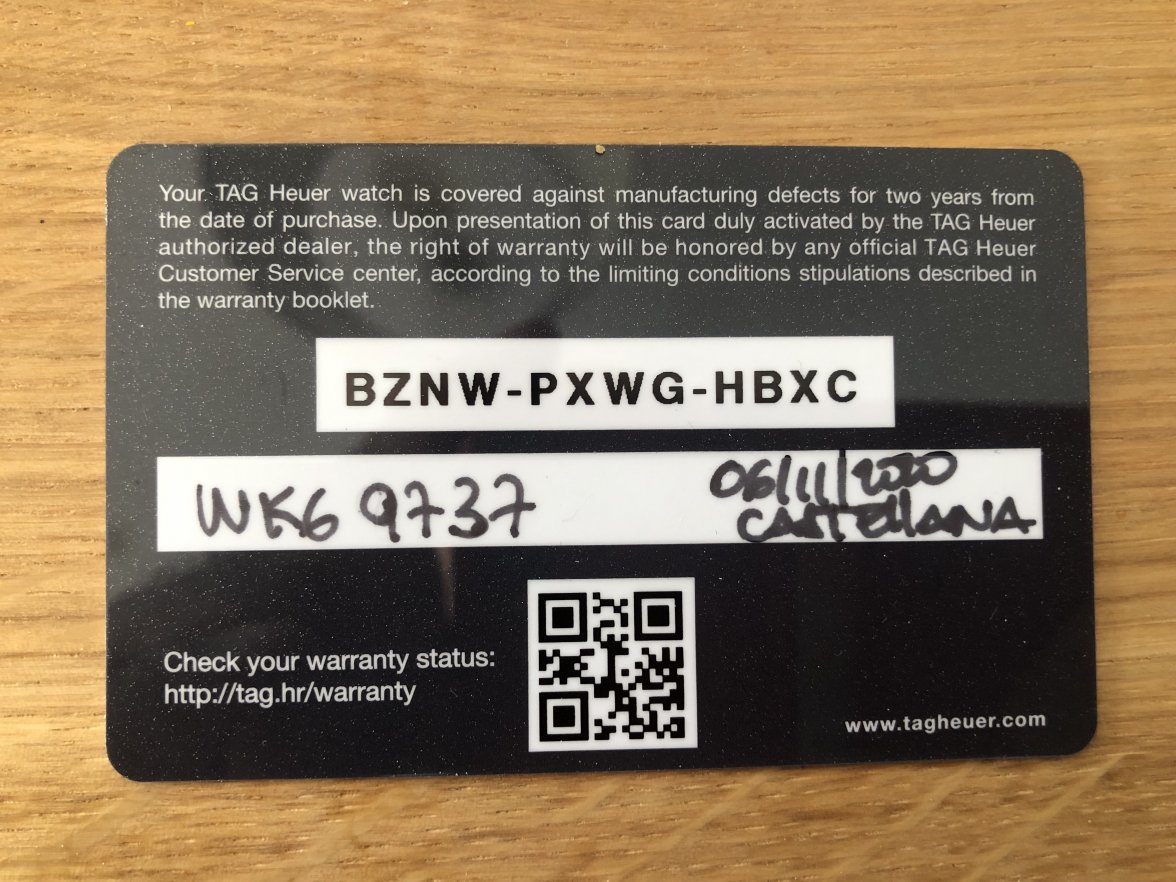 Your TAG Heuer watch is covered against manufacturing defects for two years from
the date of purchase. Upon presentation of this card duly activated by the TAG Heuer
authorized dealer, the right of warranty will be honored by any official TAG Heuer
Customer Service center, according to the limiting conditions stipulations described in
the warranty booklet.
BZNW-PXWG-HBXC
WKG 9737
06/11/2020
CASTEllANA
Check your warranty status:
http://tag.hr/warranty
www.tagheuer.com